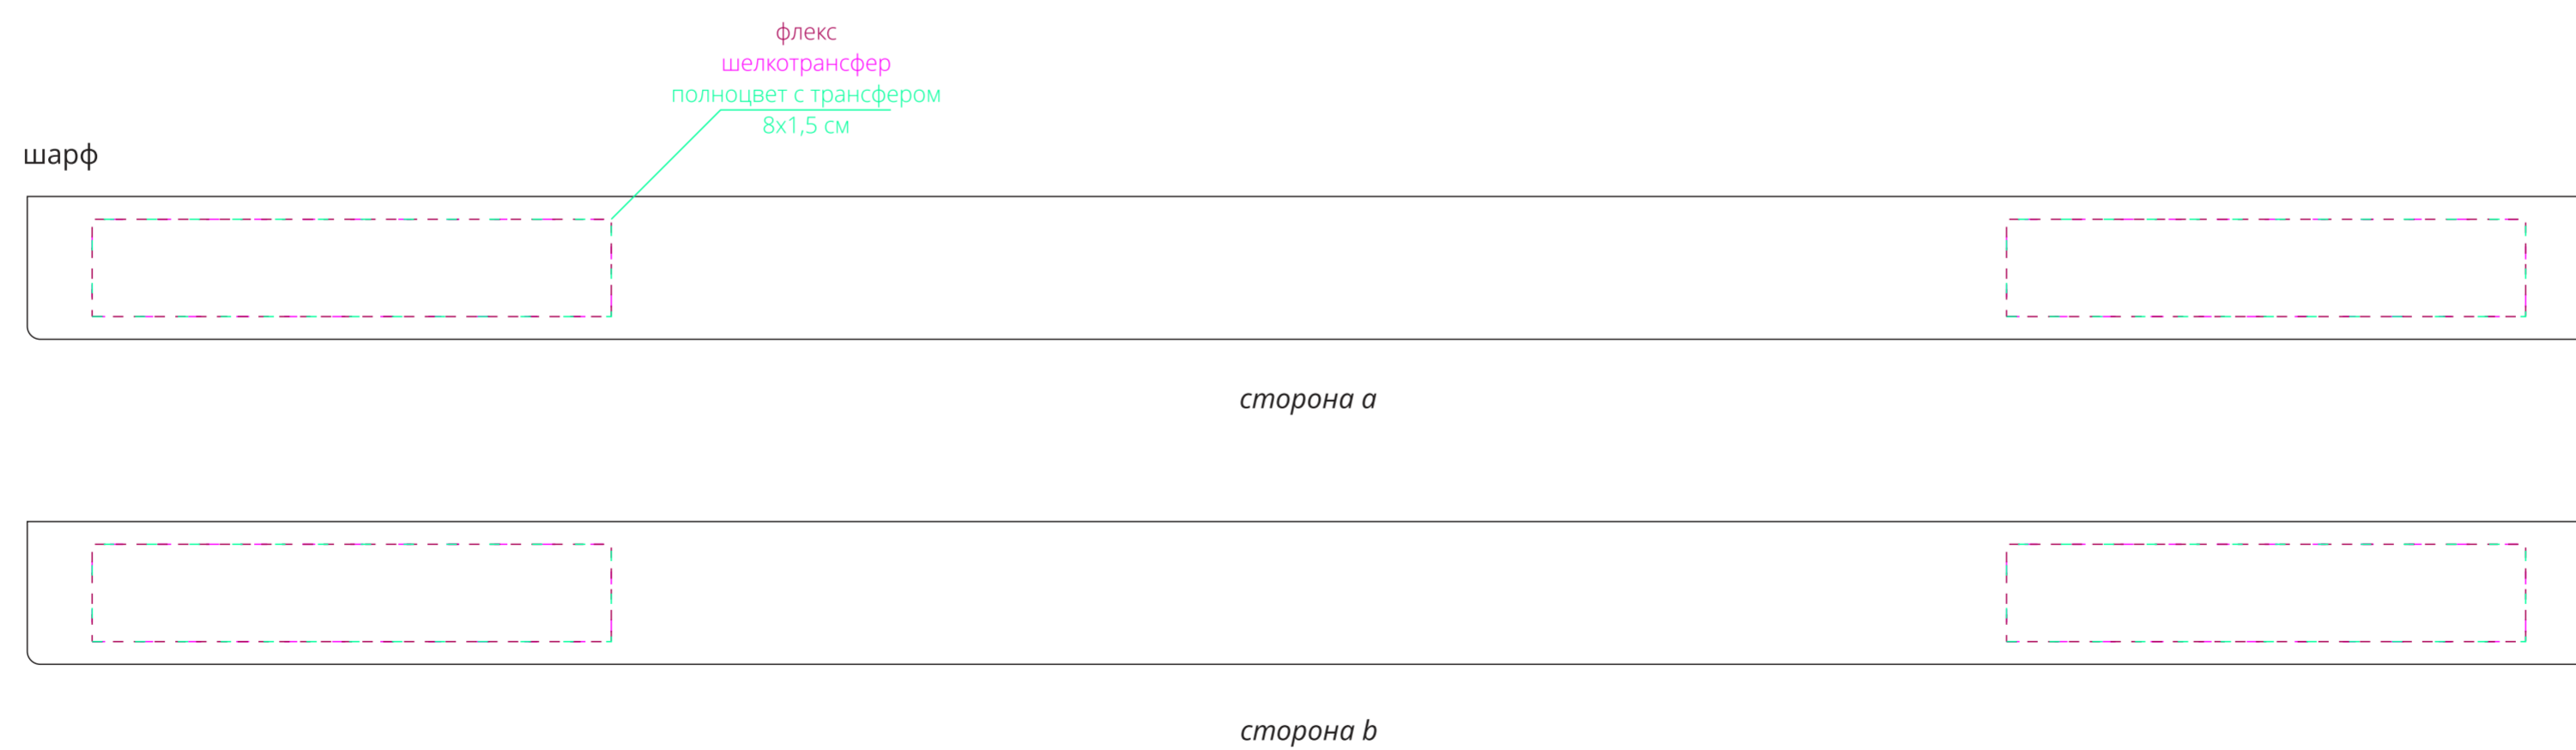 флекс
шелкотрансфер
полноцвет с трансфером
8х1,5 см
шарф
сторона a
сторона b